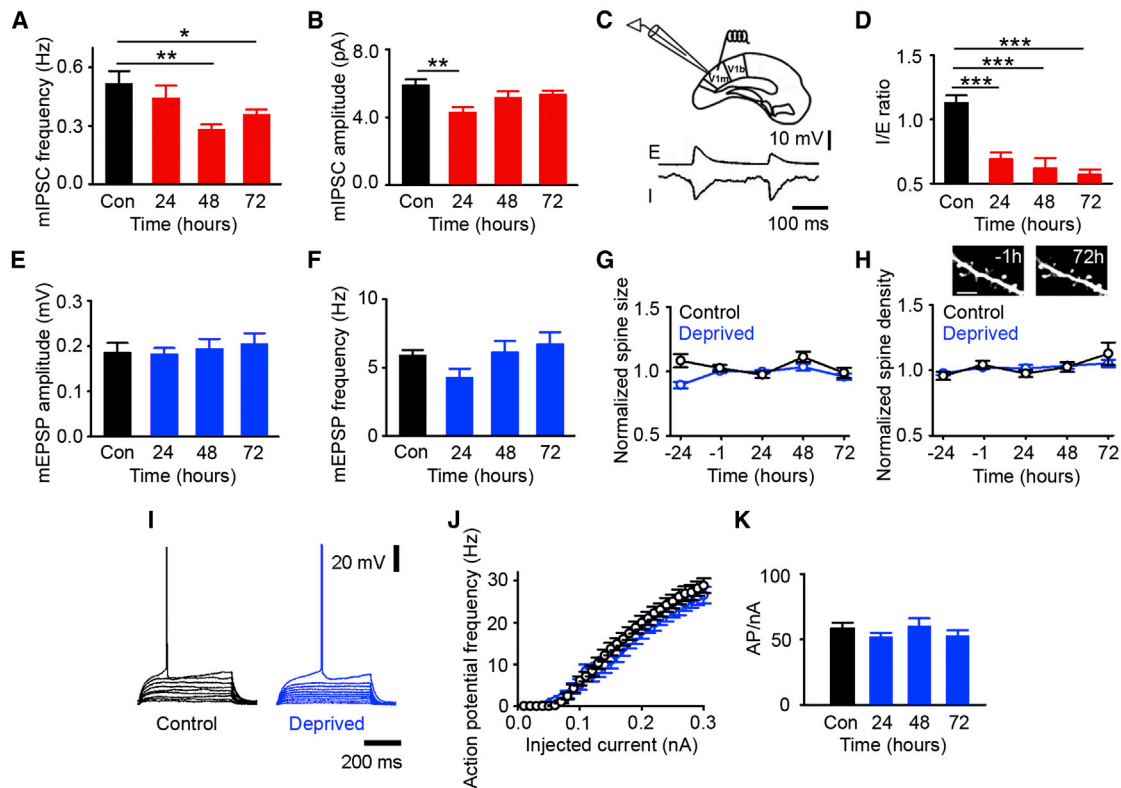 A
mIPSC frequency (Hz)
0.6
0.3
0.0
*
**
Con 24 48 72
Time (hours)
B
mIPSC amplitude (pA)
8.0
4.0
0.0
**
Con 24 48 72
Time (hours)
C
V1m V1b
10 mV
E
I
100 ms
D
I/E ratio
1.5
1.0
0.5
***
***
***
Con 24 48 72
Time (hours)
E
mEPSP amplitude (mV)
0.3
0.2
0.1
0.0
Con 24 48 72
Time (hours)
F
mEPSP frequency (Hz)
10
5
0
Con 24 48 72
Time (hours)
G
Normalized spine size
1.5
1.0
0.5
Control
Deprived
-24 -1 24 48 72
Time (hours)
H
-1h 72h
Normalized spine density
1.5
1.0
0.5
Control
Deprived
-24 -1 24 48 72
Time (hours)
I
20 mV
Control Deprived
200 ms
J
Action potential frequency (Hz)
30
20
10
0
0.0 0.1 0.2 0.3
Injected current (nA)
K
AP/nA
100
50
0
Con 24 48 72
Time (hours)